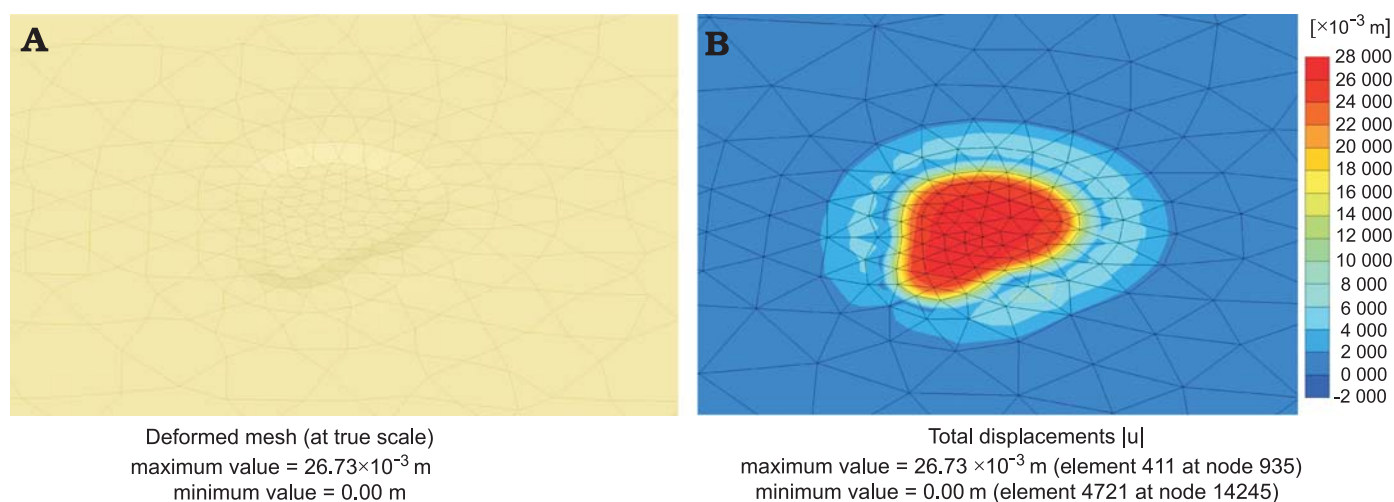 A
Deformed mesh (at true scale)
maximum value = 26.73×10⁻³ m
minimum value = 0.00 m
B
[×10⁻³ m]
28 000
26 000
24 000
22 000
20 000
18 000
16 000
14 000
12 000
10 000
8 000
6 000
4 000
2 000
0 000
-2 000
Total displacements |u|
maximum value = 26.73 ×10⁻³ m (element 411 at node 935)
minimum value = 0.00 m (element 4721 at node 14245)